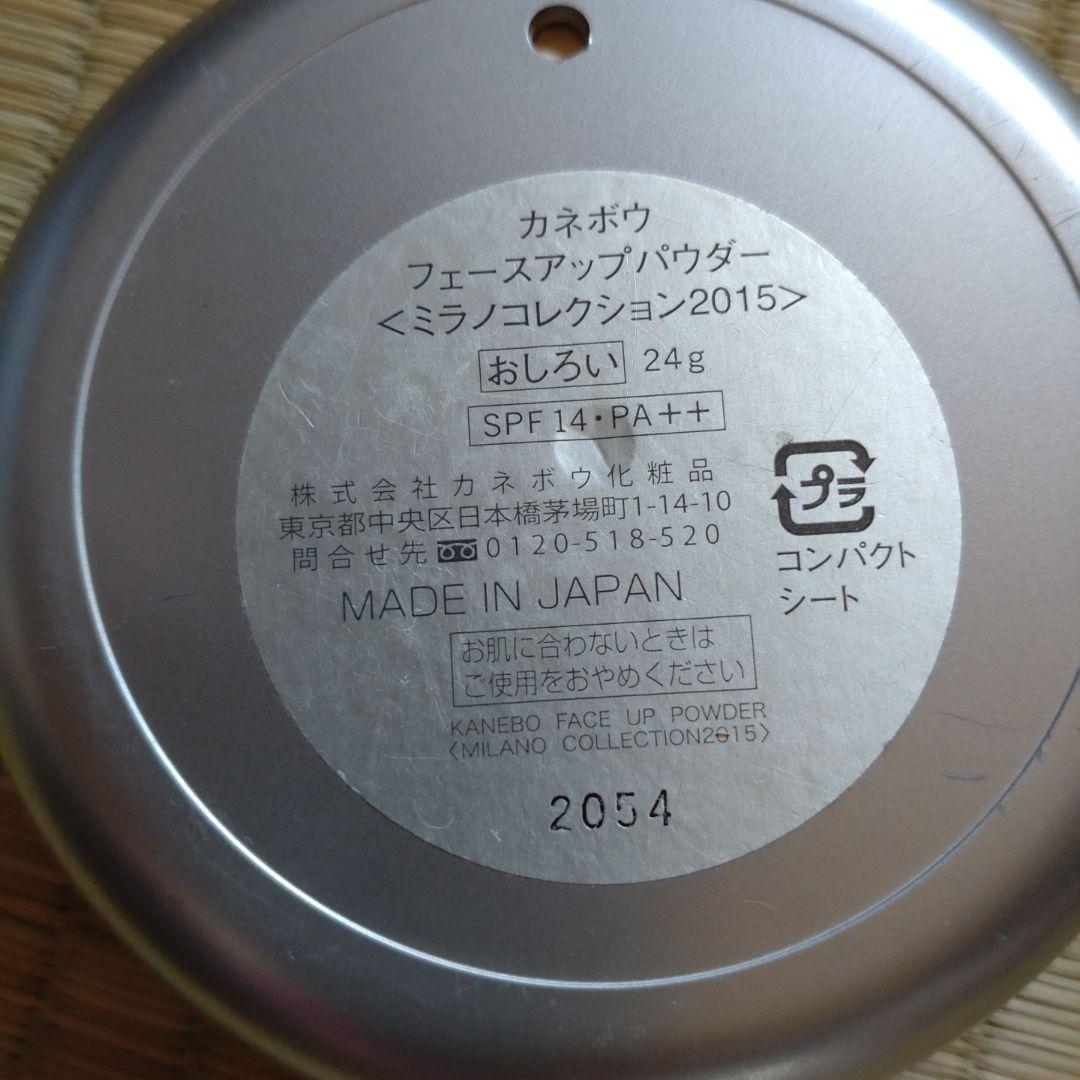 カネボウ
フェースアップパウダー
<ミラノコレクション2015>
おしろい 24g
SPF 14・PA++
株式会社カネボウ化粧品
東京都中央区日本橋茅場町1-14-10
問合せ先 0120-518-520
MADE IN JAPAN
プラ
コンパクト
シート
お肌に合わないときは
ご使用をおやめください
KANEBO FACE UP POWDER
<MILANO COLLECTION2015>
2054